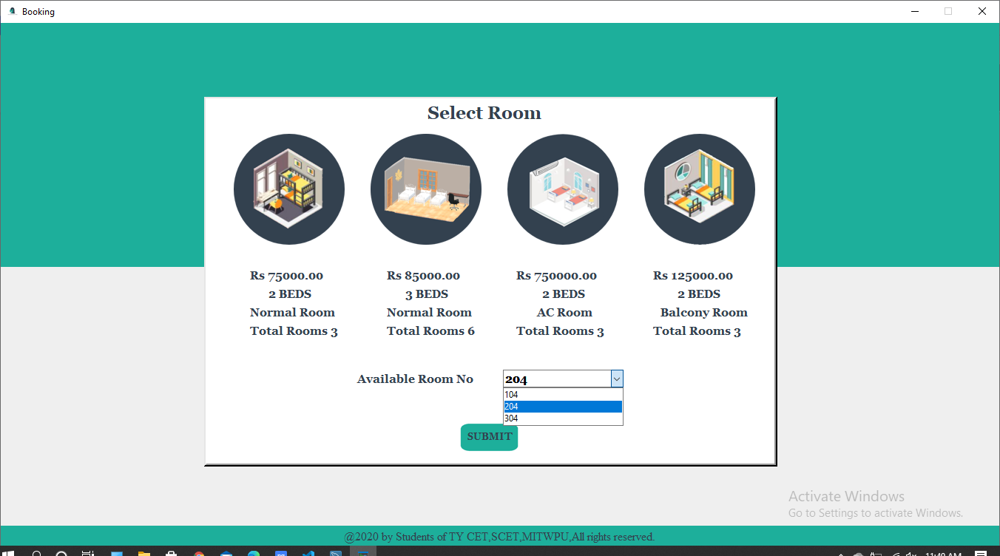 Booking
Select Room
Rs 75000.00 Rs 85000.00 Rs 750000.00 Rs 125000.00
2 BEDS 3 BEDS 2 BEDS 2 BEDS
Normal Room Normal Room AC Room Balcony Room
Total Rooms 3 Total Rooms 6 Total Rooms 3 Total Rooms 3
Available Room No 204
104
204
304
SUBMIT
Activate Windows
Go to Settings to activate Windows.
@2020 by Students of TY CET,SCET,MITWPU,All rights reserved.
11:49 AM